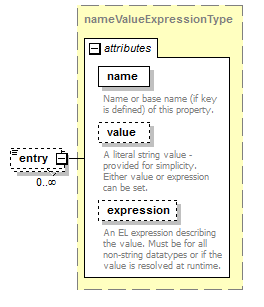 nameValueExpressionType
attributes
name
Name or base name (if key
is defined) of this property.
value
A literal string value -
provided for simplicity.
Either value or expression
can be set.
entry
0..∞
expression
An EL expression describing
the value. Must be for all
non-string datatypes or if the
value is resolved at runtime.